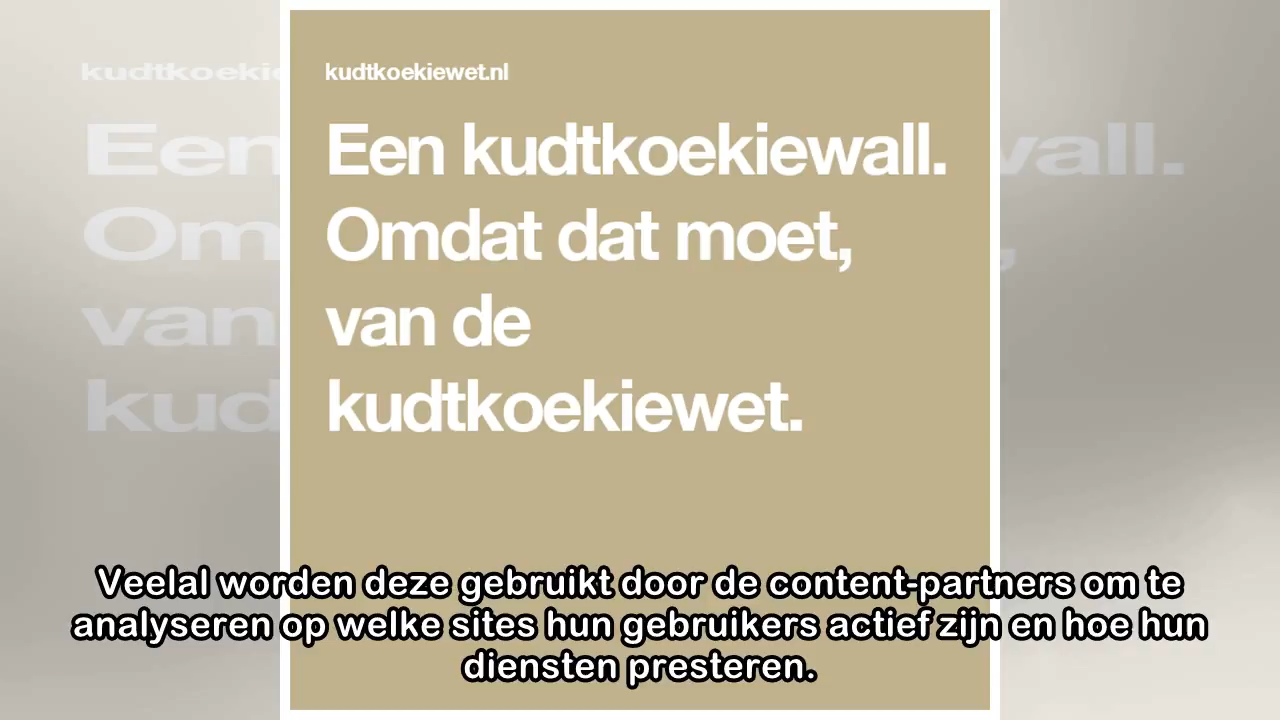 kudtkoekiewet.nl
Een kudtkoekiewall.
Omdat dat moet,
van de
kudtkoekiewet.
Veelal worden deze gebruikt door de content-partners om te
analyseren op welke sites hun gebruikers actief zijn en hoe hun
diensten presteren.